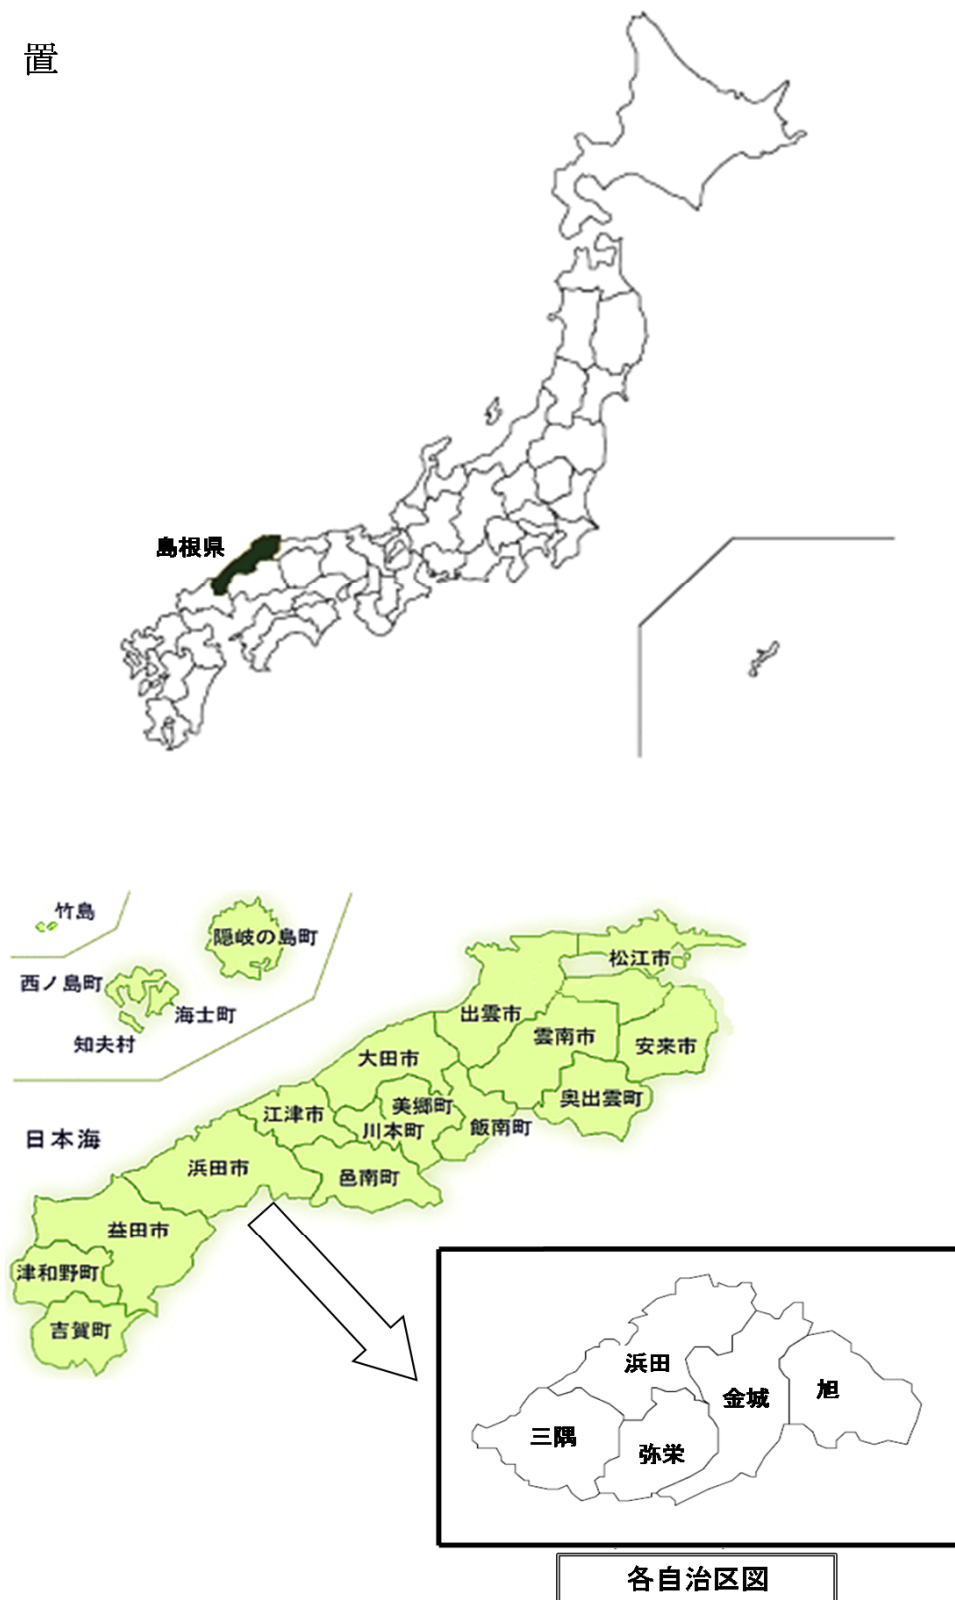 置
島根県
竹島
隠岐の島町
西ノ島町
海士町
知夫村
松江市
出雲市
雲南市
安来市
大田市
奥出雲町
美郷町
江津市
川本町
飯南町
日本海
浜田市
邑南町
益田市
津和野町
吉賀町
浜田
旭
金城
三隅
弥栄
各自治区図